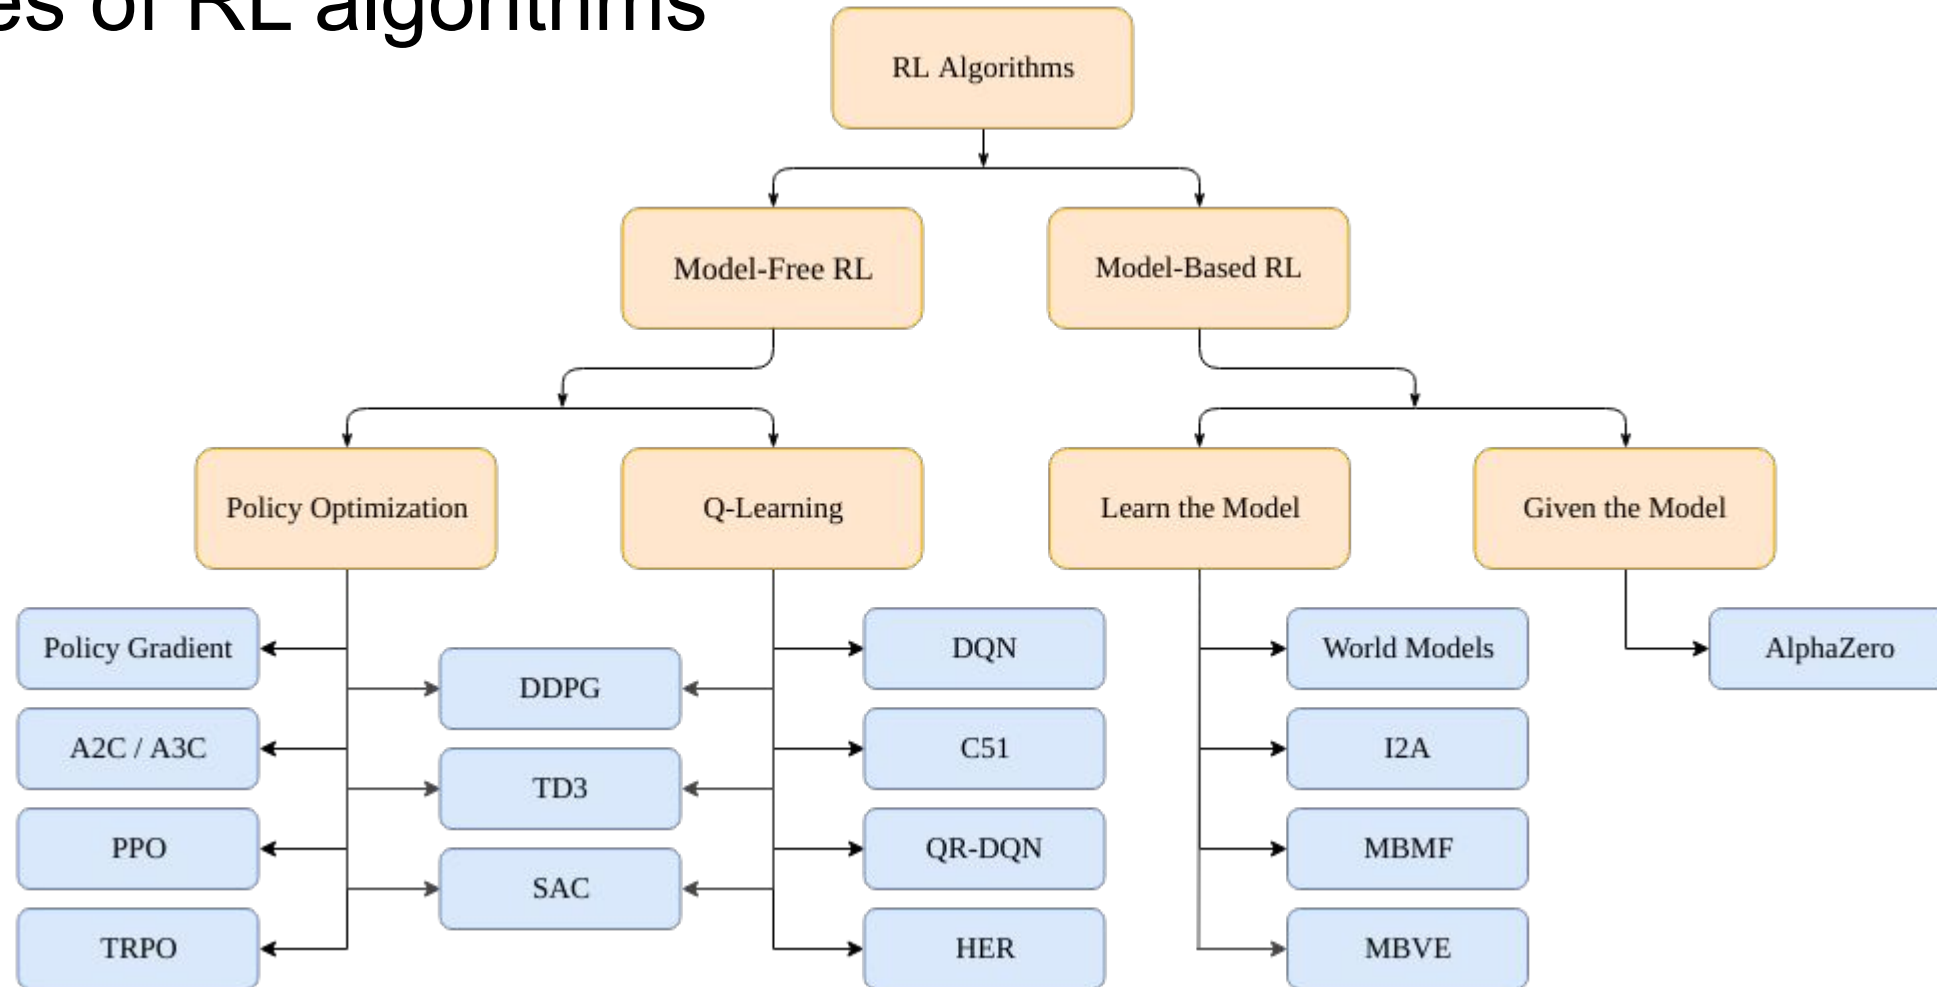 of RL algorithms
RL Algorithms
Model-Free RL
Model-Based RL
Policy Optimization
Q-Learning
Learn the Model
Given the Model
Policy Gradient
DQN
World Models
AlphaZero
DDPG
A2C / A3C
C51
I2A
TD3
PPO
QR-DQN
MBMF
SAC
TRPO
HER
MBVE